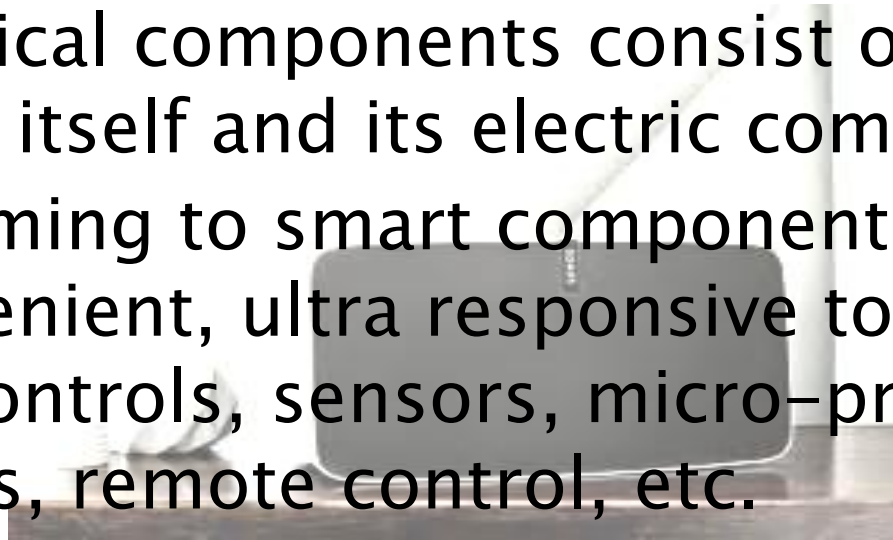 ical components consist o
itself and its electric com
ming to smart component
enient, ultra responsive to
ontrols, sensors, micro-pr
s, remote control, etc.
SONOS